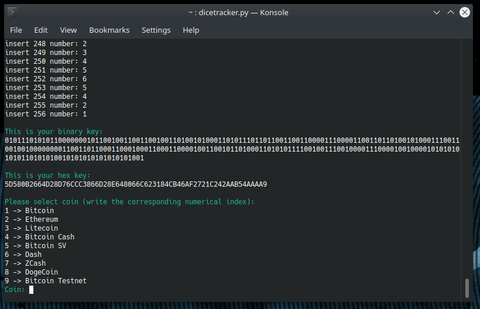 ~ : dicetracker.py — Konsole
File Edit View Bookmarks Settings Help
insert 248 number: 2
insert 249 number: 3
insert 250 number: 4
insert 251 number: 5
insert 252 number: 6
insert 253 number: 5
insert 254 number: 4
insert 255 number: 2
insert 256 number: 1
This is your binary key:
010111010101100000001011001001100110010011010010100011010111011011001100110000111000011001101101001010001110011
001001000000001100110110001100010001100011000010011001011010001101010111100100111001000011100001001000010101010
1010110101010010101010101010101001
This is your hex key:
5D580B2664D28D76CCC3866D28E648066C623184CB46AF2721C242AAB54AAAA9
Please select coin (write the corresponding numerical index):
1 -> Bitcoin
2 -> Ethereum
3 -> Litecoin
4 -> Bitcoin Cash
5 -> Bitcoin SV
6 -> Dash
7 -> ZCash
8 -> DogeCoin
9 -> Bitcoin Testnet
Coin: